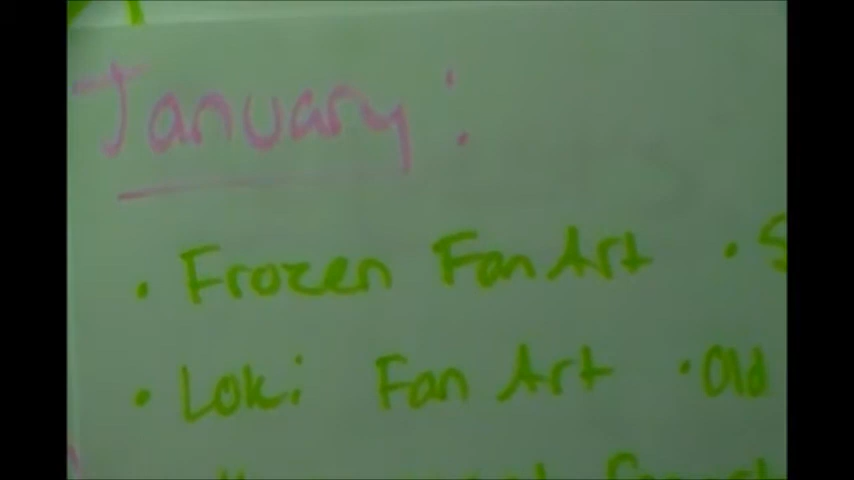 January:
• Frozen Fan Art •
• Loki Fan Art • Old